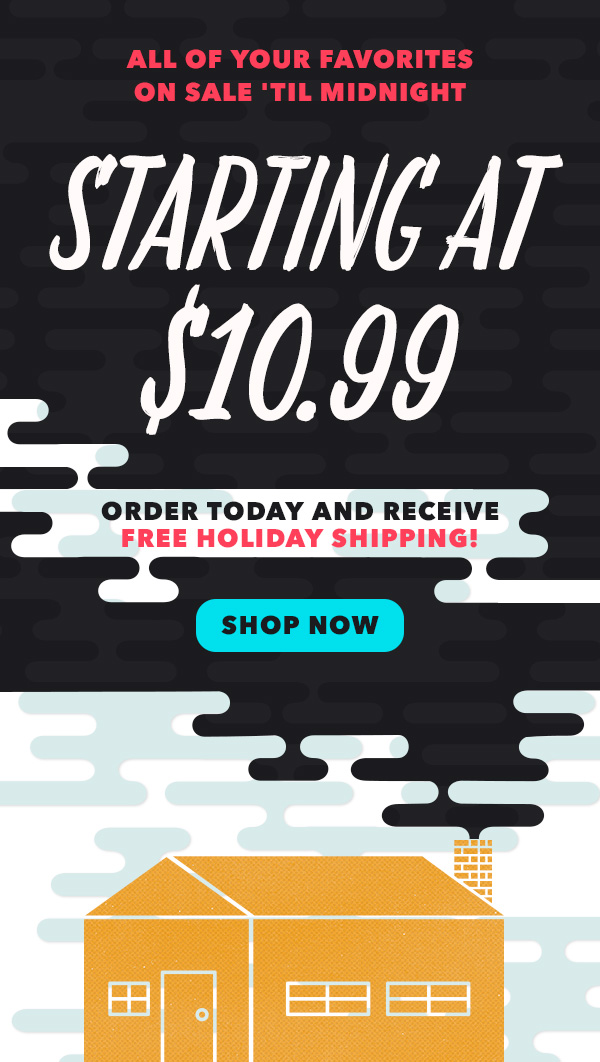 ALL OF YOUR FAVORITES
ON SALE 'TIL MIDNIGHT
STARTING AT
$10.99
ORDER TODAY AND RECEIVE
FREE HOLIDAY SHIPPING!
SHOP NOW